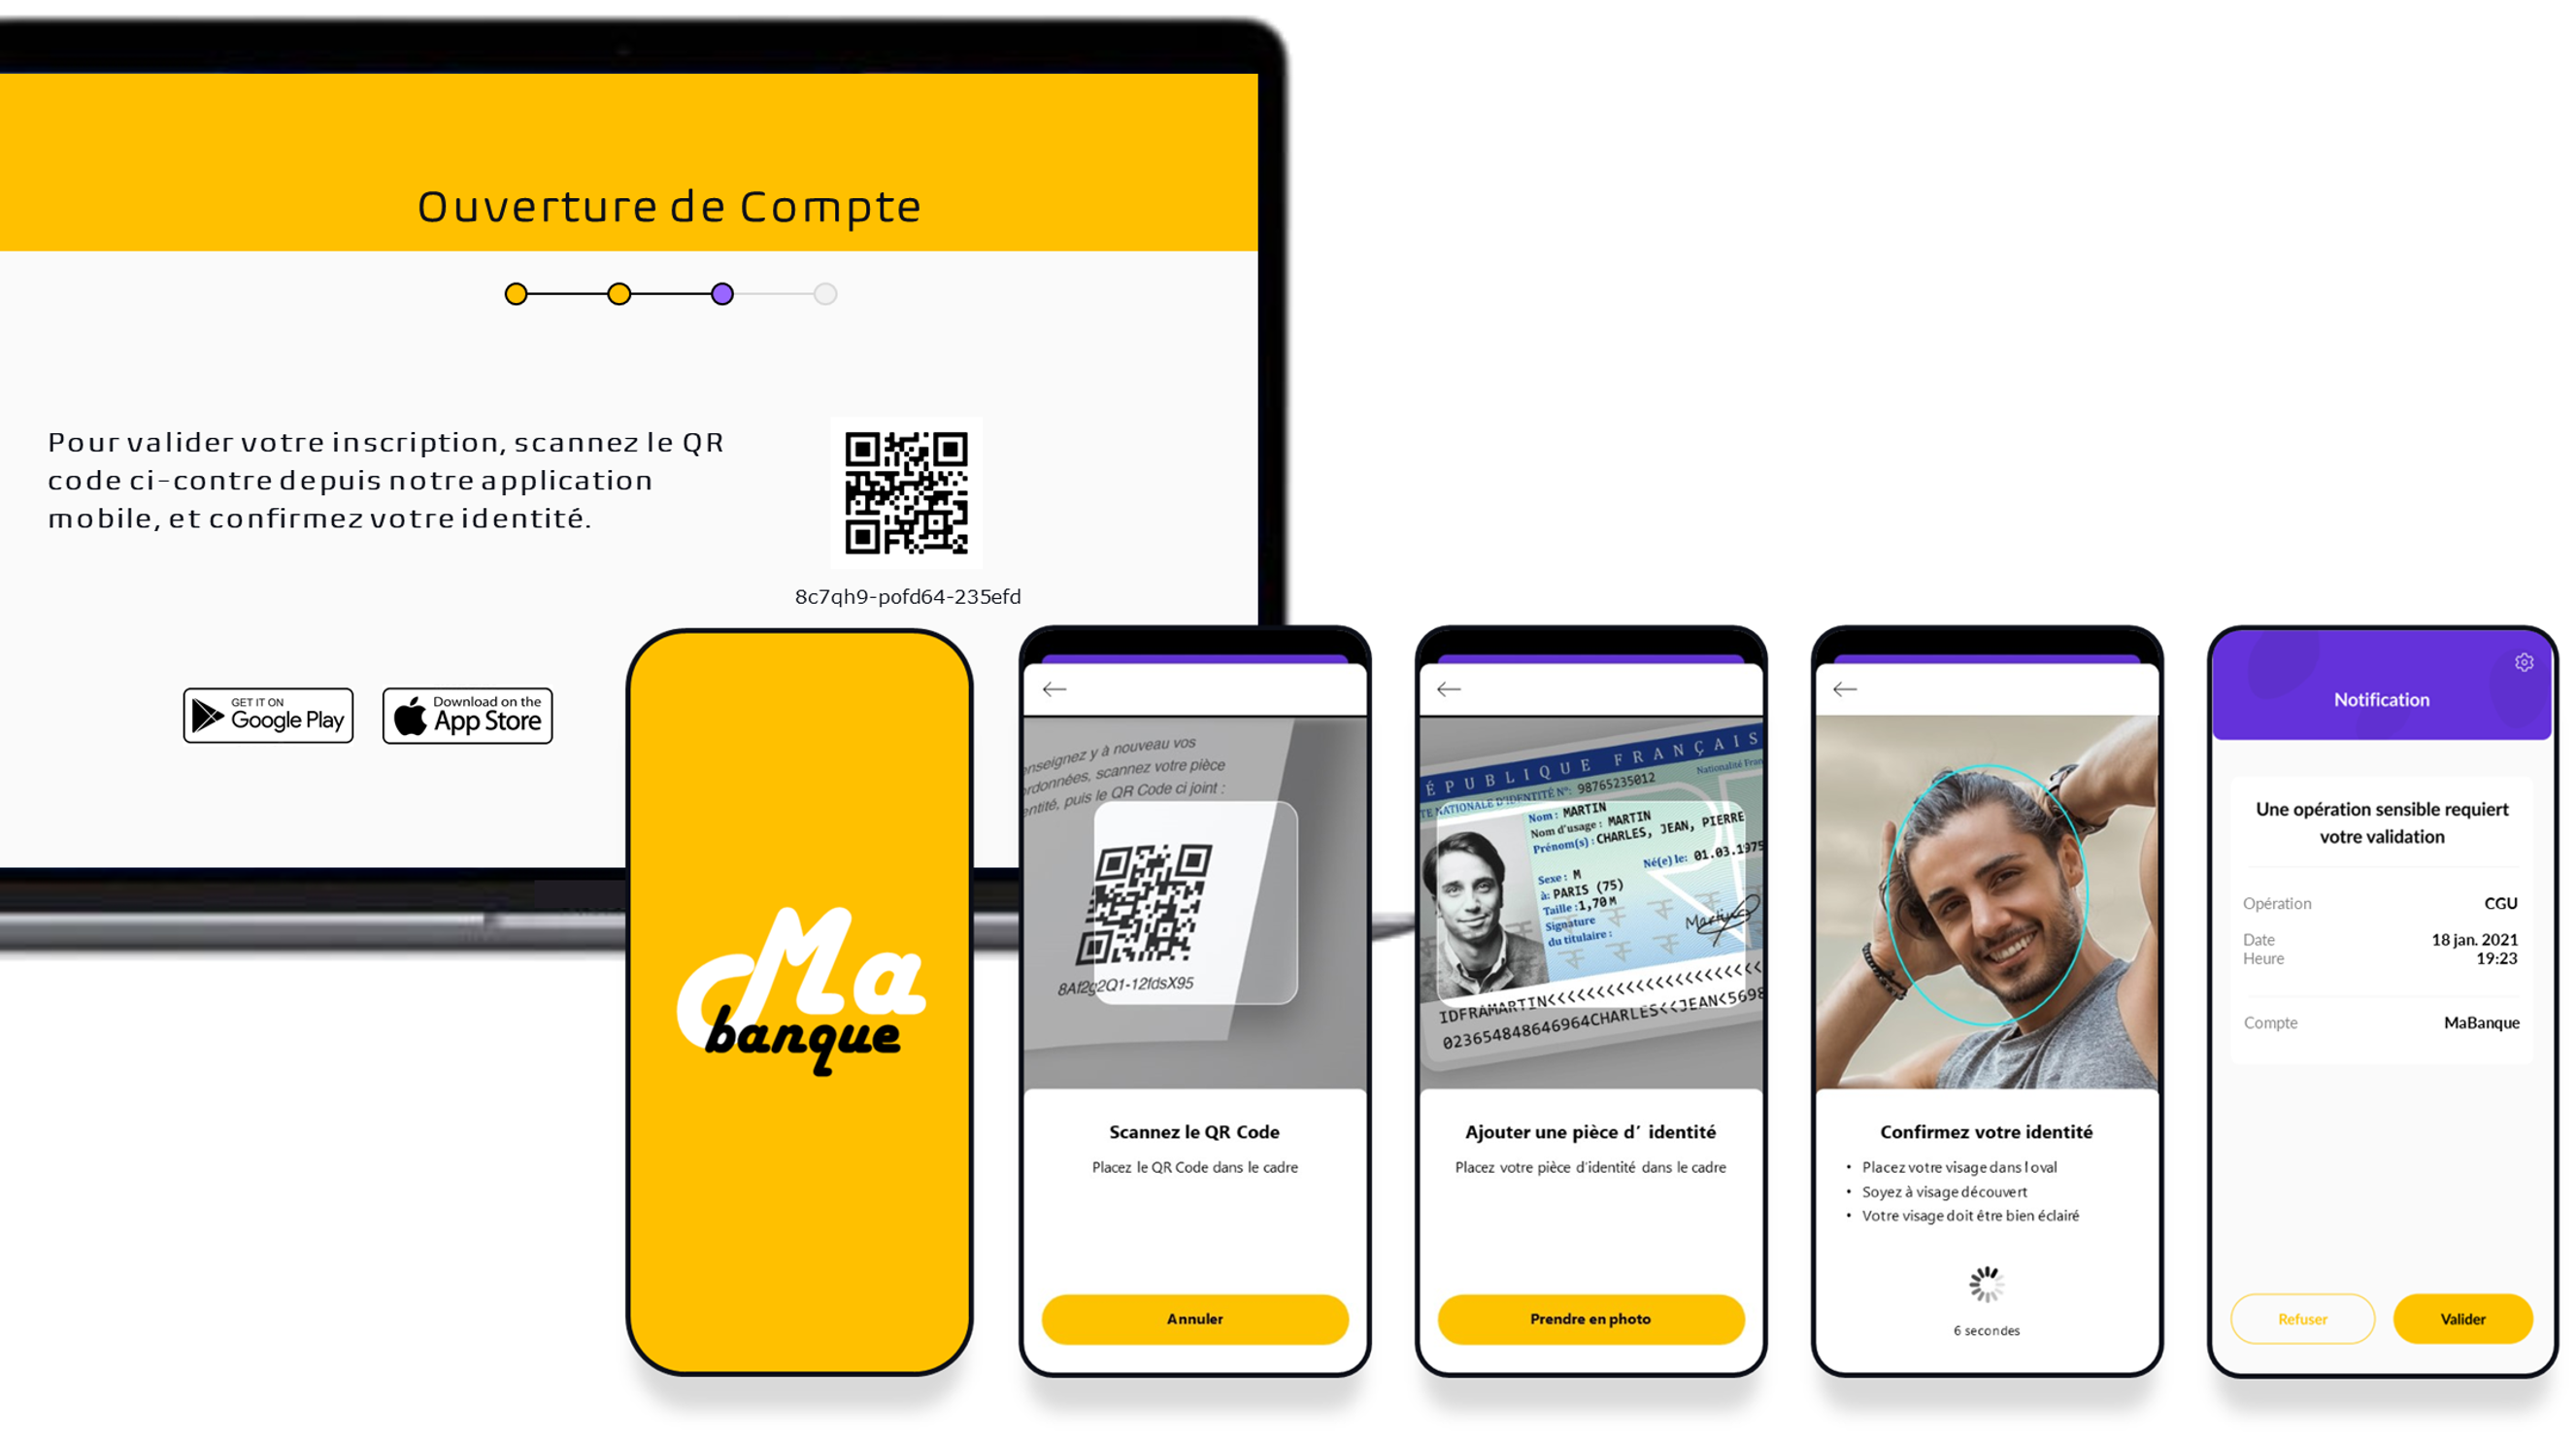 Ouverture de Compte
Pour valider votre inscription, scannez le QR
code ci-contre depuis notre application
mobile, et confirmez votre identité.
8c7qh9-pofd64-235efd
GET IT ON
Google Play
Download on the
App Store
Ma
banque
enseignez y à nouveau vos
ordonnées, scannez votre pièce
entité, puis le QR Code ci joint :
8Af2g2Q1-12fdsX95
Scannez le QR Code
Placez le QR Code dans le cadre
Annuler
ÉPUBLIQUE FRANÇAIS
TE NATIONALE D'IDENTITÉ Nº: 98765235012
Nationalité Fran
Nom : MARTIN
Nom d'usage : MARTIN
Prénom(s) : CHARLES, JEAN, PIERRE
Né(e) le: 01.03.1975
Sexe : M
à: PARIS (75)
Taille :1,70 M
Signature
du titulaire :
IDFRAMARTIN<<<<<<<<<<<<<<<<<<<<<<
023654848646964CHARLES<<JEAN<5698
Ajouter une pièce d’ identité
Placez votre pièce d'identité dans le cadre
Prendre en photo
Confirmez votre identité
• Placez votre visage dans l oval
• Soyez à visage découvert
• Votre visage doit être bien éclairé
6 secondes
Notification
Une opération sensible requiert
votre validation
Opération CGU
Date 18 jan. 2021
Heure 19:23
Compte MaBanque
Refuser
Valider